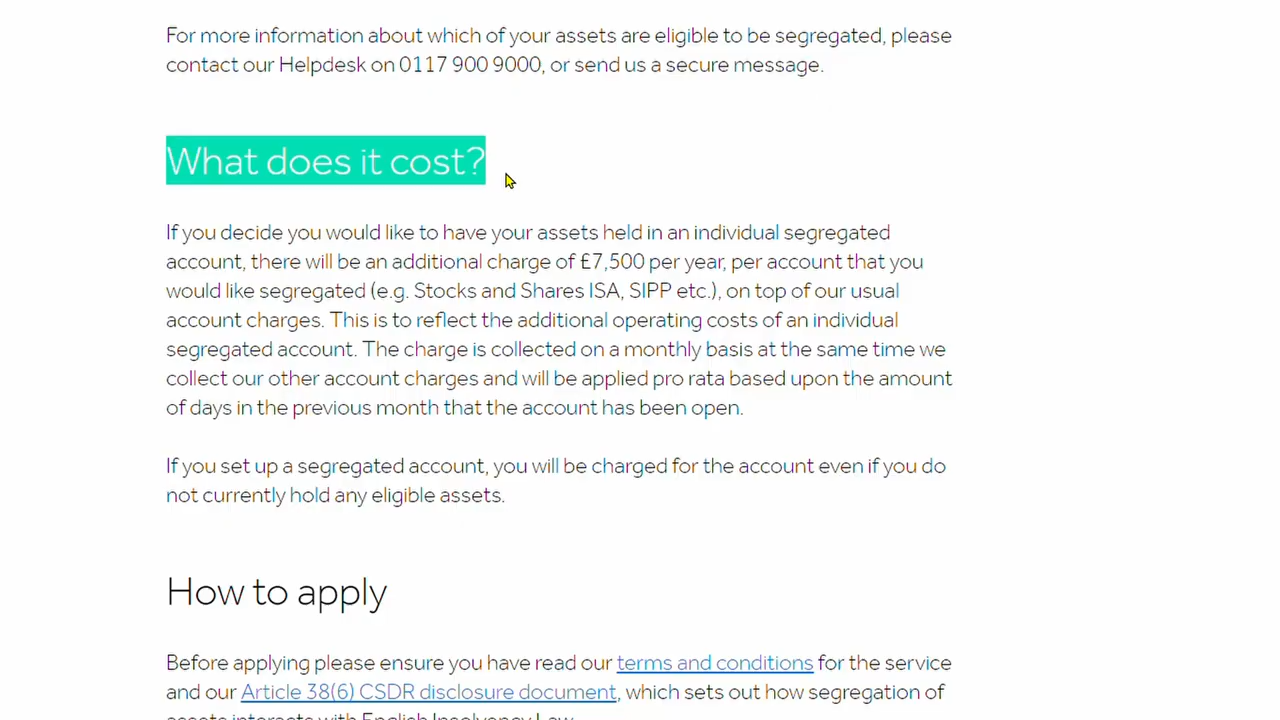 For more information about which of your assets are eligible to be segregated, please
contact our Helpdesk on 0117 900 9000, or send us a secure message.
What does it cost?
If you decide you would like to have your assets held in an individual segregated
account, there will be an additional charge of £7,500 per year, per account that you
would like segregated (e.g. Stocks and Shares ISA, SIPP etc.), on top of our usual
account charges. This is to reflect the additional operating costs of an individual
segregated account. The charge is collected on a monthly basis at the same time we
collect our other account charges and will be applied pro rata based upon the amount
of days in the previous month that the account has been open.
If you set up a segregated account, you will be charged for the account even if you do
not currently hold any eligible assets.
How to apply
Before applying please ensure you have read our terms and conditions for the service
and our Article 38(6) CSDR disclosure document, which sets out how segregation of
assets interacts with English Insolvency Law.